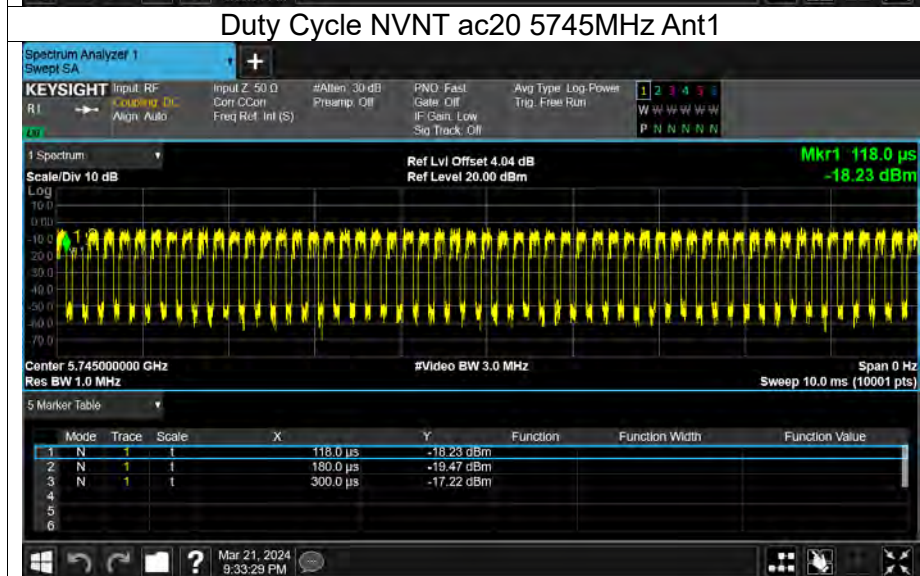 Duty Cycle NVNT ac20 5745MHz Ant1
Spectrum Analyzer 1
Swept SA
+
KEYSIGHT Input: RF Input Z: 50 Ω #Atten: 30 dB PNO: Fast Avg Type: Log-Power 1 2 3 4 5 6
Coupling: DC Corr CCorr Preamp: Off Gate: Off Trig: Free Run W W W W W W
Align: Auto Freq Ref: Int (S) IF Gain: Low
Sig Track: Off P N N N N N
1 Spectrum
Ref Lvl Offset 4.04 dB Mkr1 118.0 µs
Scale/Div 10 dB Ref Level 20.00 dBm -18.23 dBm
Log
10.0
0.00
-10.0
-20.0
-30.0
-40.0
-50.0
-60.0
-70.0
Center 5.745000000 GHz #Video BW 3.0 MHz Span 0 Hz
Res BW 1.0 MHz Sweep 10.0 ms (10001 pts)
5 Marker Table
Mode Trace Scale X Y Function Function Width Function Value
1 N 1 t 118.0 µs -18.23 dBm
2 N 1 t 180.0 µs -19.47 dBm
3 N 1 t 300.0 µs -17.22 dBm
4
5
6
?
Mar 21, 2024
9:33:29 PM